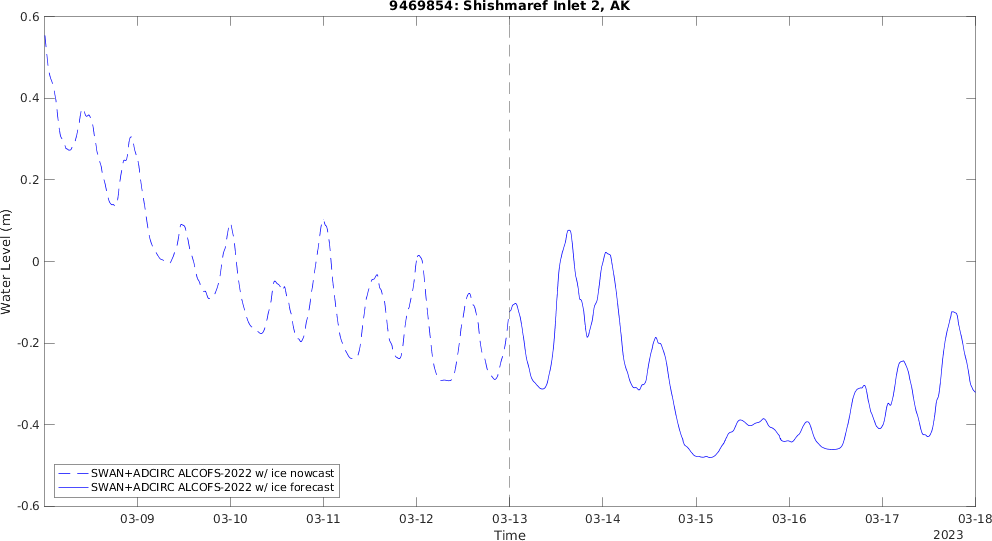 9469854: Shishmaref Inlet 2, AK
0.6
0.4
0.2
0
-0.2
-0.4
-0.6
Water Level (m)
SWAN+ADCIRC ALCOFS-2022 w/ ice nowcast
SWAN+ADCIRC ALCOFS-2022 w/ ice forecast
03-09 03-10 03-11 03-12 03-13 03-14 03-15 03-16 03-17 03-18
Time
2023